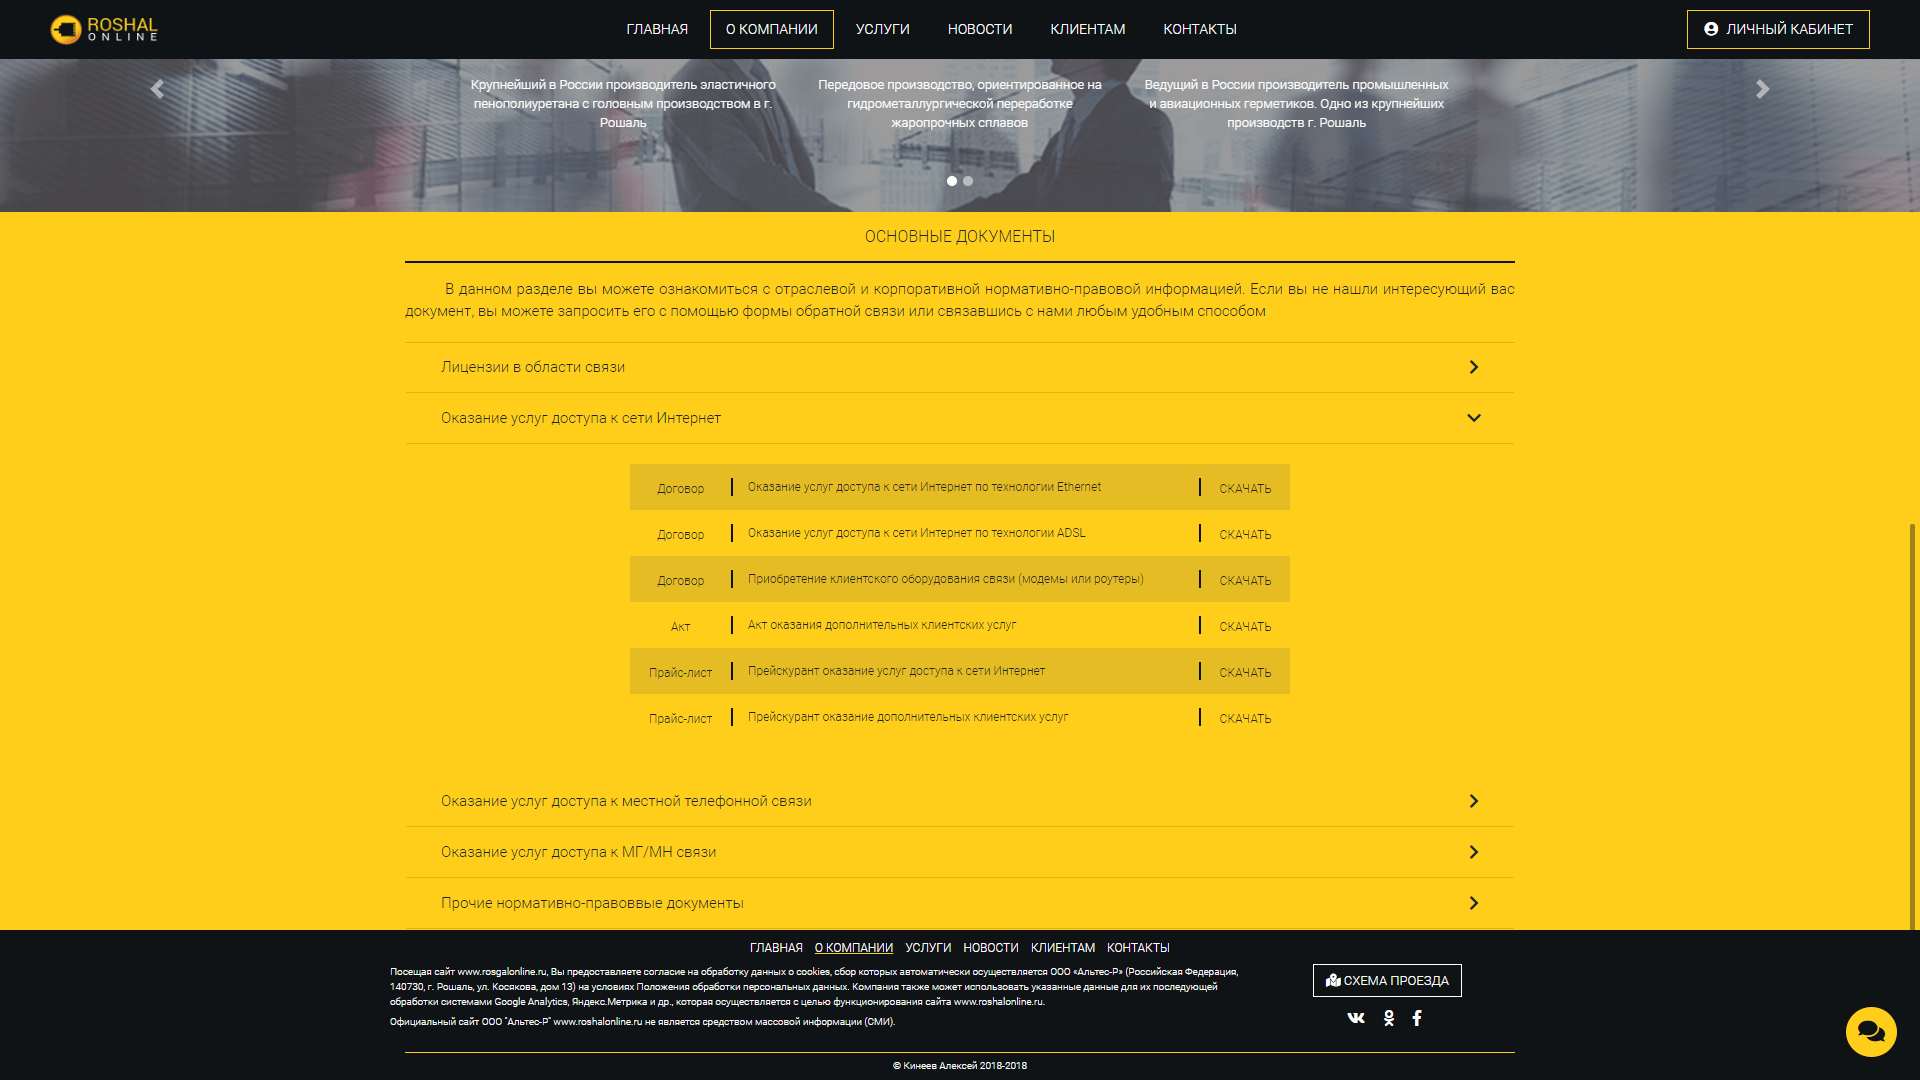 ROSHAL
ONLINE
ГЛАВНАЯ
О КОМПАНИИ
УСЛУГИ
НОВОСТИ
КЛИЕНТАМ
КОНТАКТЫ
ЛИЧНЫЙ КАБИНЕТ
Крупнейший в России производитель эластичного
пенополиуретана с головным производством в г.
Рошаль
Передовое производство, ориентированное на
гидрометаллургической переработке
жаропрочных сплавов
Ведущий в России производитель промышленных
и авиационных герметиков. Одно из крупнейших
производств г. Рошаль
ОСНОВНЫЕ ДОКУМЕНТЫ
В данном разделе вы можете ознакомиться с отраслевой и корпоративной нормативно-правовой информацией. Если вы не нашли интересующий вас
документ, вы можете запросить его с помощью формы обратной связи или связавшись с нами любым удобным способом
Лицензии в области связи
Оказание услуг доступа к сети Интернет
Договор Оказание услуг доступа к сети Интернет по технологии Ethernet СКАЧАТЬ
Договор Оказание услуг доступа к сети Интернет по технологии ADSL СКАЧАТЬ
Договор Приобретение клиентского оборудования связи (модемы или роутеры) СКАЧАТЬ
Акт Акт оказания дополнительных клиентских услуг СКАЧАТЬ
Прайс-лист Прейскурант оказание услуг доступа к сети Интернет СКАЧАТЬ
Прайс-лист Прейскурант оказание дополнительных клиентских услуг СКАЧАТЬ
Оказание услуг доступа к местной телефонной связи
Оказание услуг доступа к МГ/МН связи
Прочие нормативно-правоввые документы
ГЛАВНАЯ О КОМПАНИИ УСЛУГИ НОВОСТИ КЛИЕНТАМ КОНТАКТЫ
Посещая сайт www.rosgalonline.ru, Вы предоставляете согласие на обработку данных о cookies, сбор которых автоматически осуществляется ООО «Альтес-Р» (Российская Федерация,
140730, г. Рошаль, ул. Косякова, дом 13) на условиях Положения обработки персональных данных. Компания также может использовать указанные данные для их последующей
обработки системами Google Analytics, Яндекс.Метрика и др., которая осуществляется с целью функционирования сайта www.roshalonline.ru.
Официальный сайт ООО "Альтес-Р" www.roshalonline.ru не является средством массовой информации (СМИ).
СХЕМА ПРОЕЗДА
© Кинеев Алексей 2018-2018